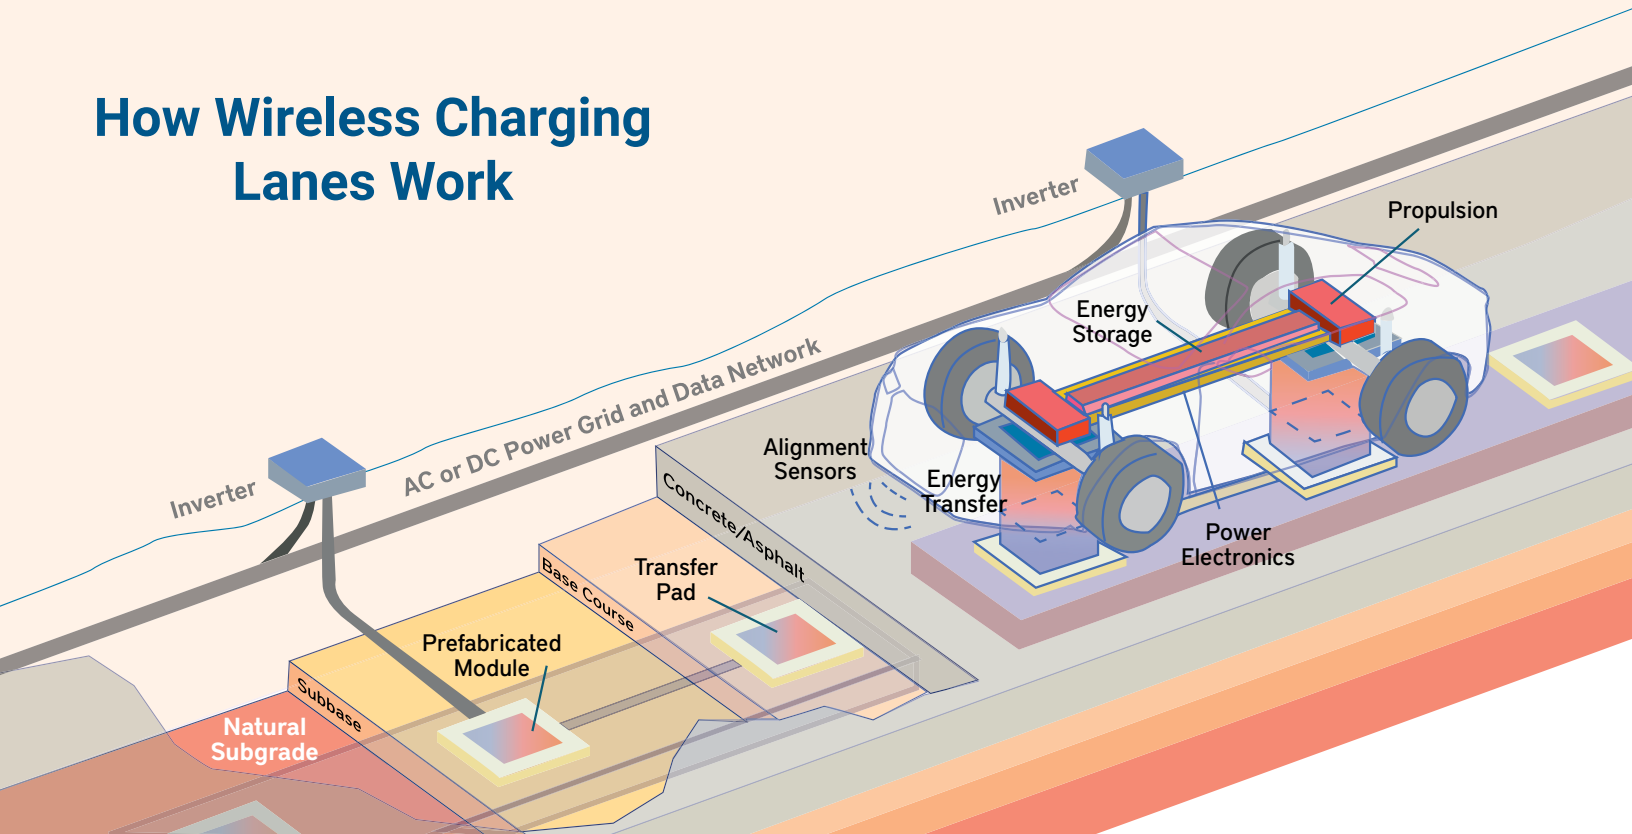 How Wireless Charging
Lanes Work
Inverter
Propulsion
Energy
Storage
AC or DC Power Grid and Data Network
Alignment
Sensors
Energy
Transfer
Inverter
Concrete/Asphalt
Power
Electronics
Transfer
Pad
Base Course
Prefabricated
Module
Subbase
Natural
Subgrade